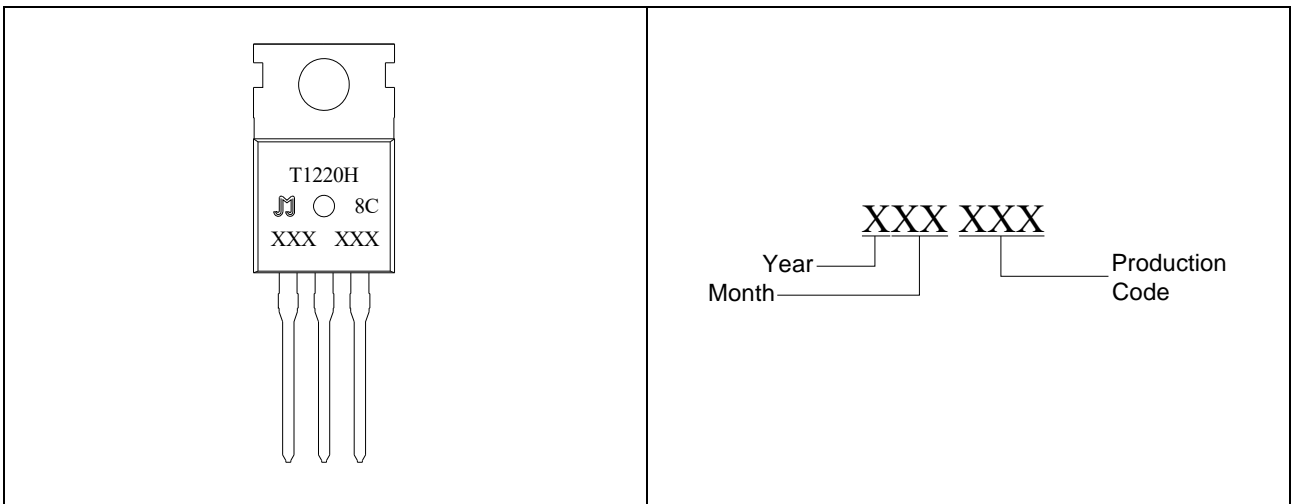 T1220H
8C
XXX XXX
XXX XXX
Year
Month
Production
Code